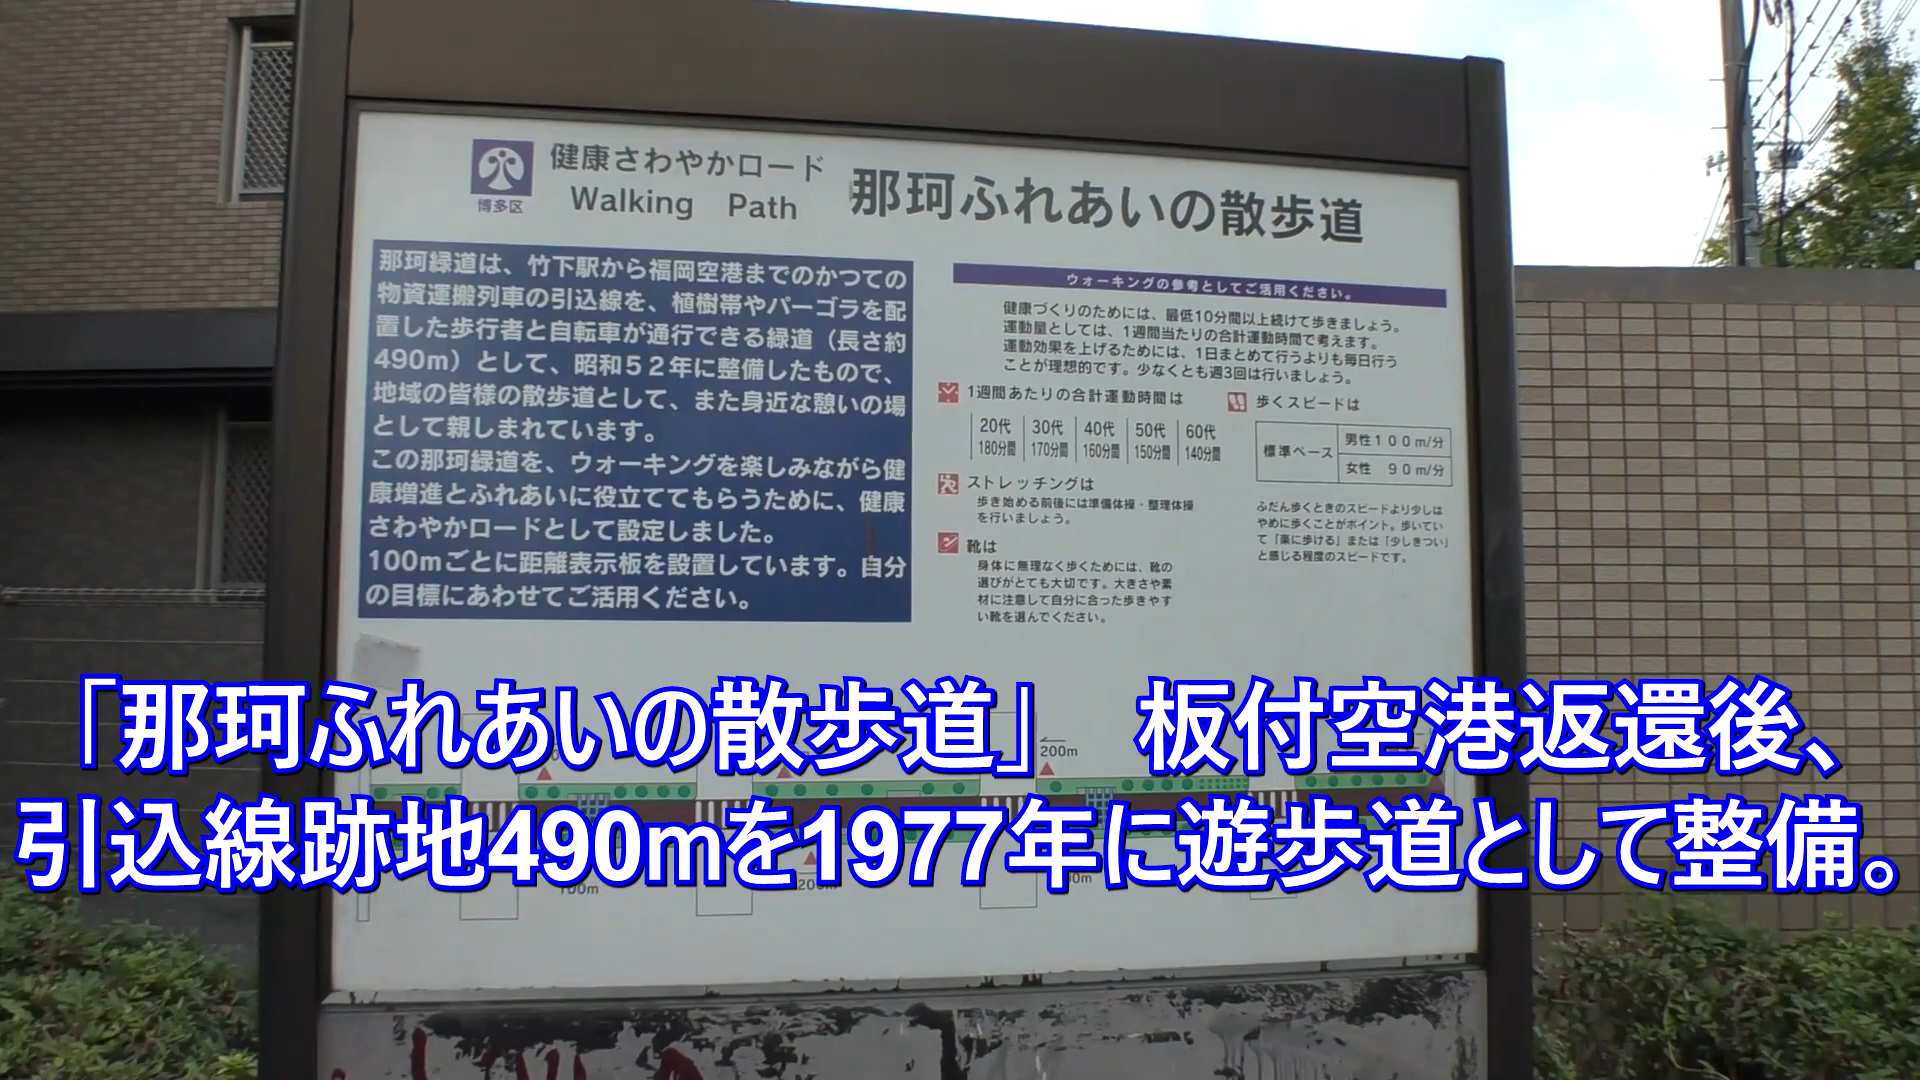 博多区
健康さわやかロード
Walking Path
那珂ふれあいの散歩道
那珂緑道は、竹下駅から福岡空港までのかつての
物資運搬列車の引込線を、植樹帯やパーゴラを配
置した歩行者と自転車が通行できる緑道（長さ約
490m）として、昭和５２年に整備したもので、
地域の皆様の散歩道として、また身近な憩いの場
として親しまれています。
この那珂緑道を、ウォーキングを楽しみながら健
康増進とふれあいに役立ててもらうために、健康
さわやかロードとして設定しました。
100mごとに距離表示板を設置しています。自分
の目標にあわせてご活用ください。
ウォーキングの参考としてご活用ください。
健康づくりのためには、最低10分間以上続けて歩きましょう。
運動量としては、1週間当たりの合計運動時間で考えます。
運動効果を上げるためには、1日まとめて行うよりも毎日行う
ことが理想的です。少なくとも週3回は行いましょう。
1週間あたりの合計運動時間は
20代 30代 40代 50代 60代
180分間 170分間 160分間 150分間 140分間
ストレッチングは
歩き始める前後には準備体操・整理体操
を行いましょう。
靴は
身体に無理なく歩くためには、靴の
選びがとても大切です。大きさや素
材に注意して自分に合った歩きやす
い靴を選んでください。
歩くスピードは
標準ペース
男性１００m/分
女性 ９０m/分
ふだん歩くときのスピードより少しは
やめに歩くことがポイント。歩いてい
て「楽に歩ける」または「少しきつい」
と感じる程度のスピードです。
200m
「那珂ふれあいの散歩道」 板付空港返還後、
引込線跡地490mを1977年に遊歩道として整備。
100m
200m